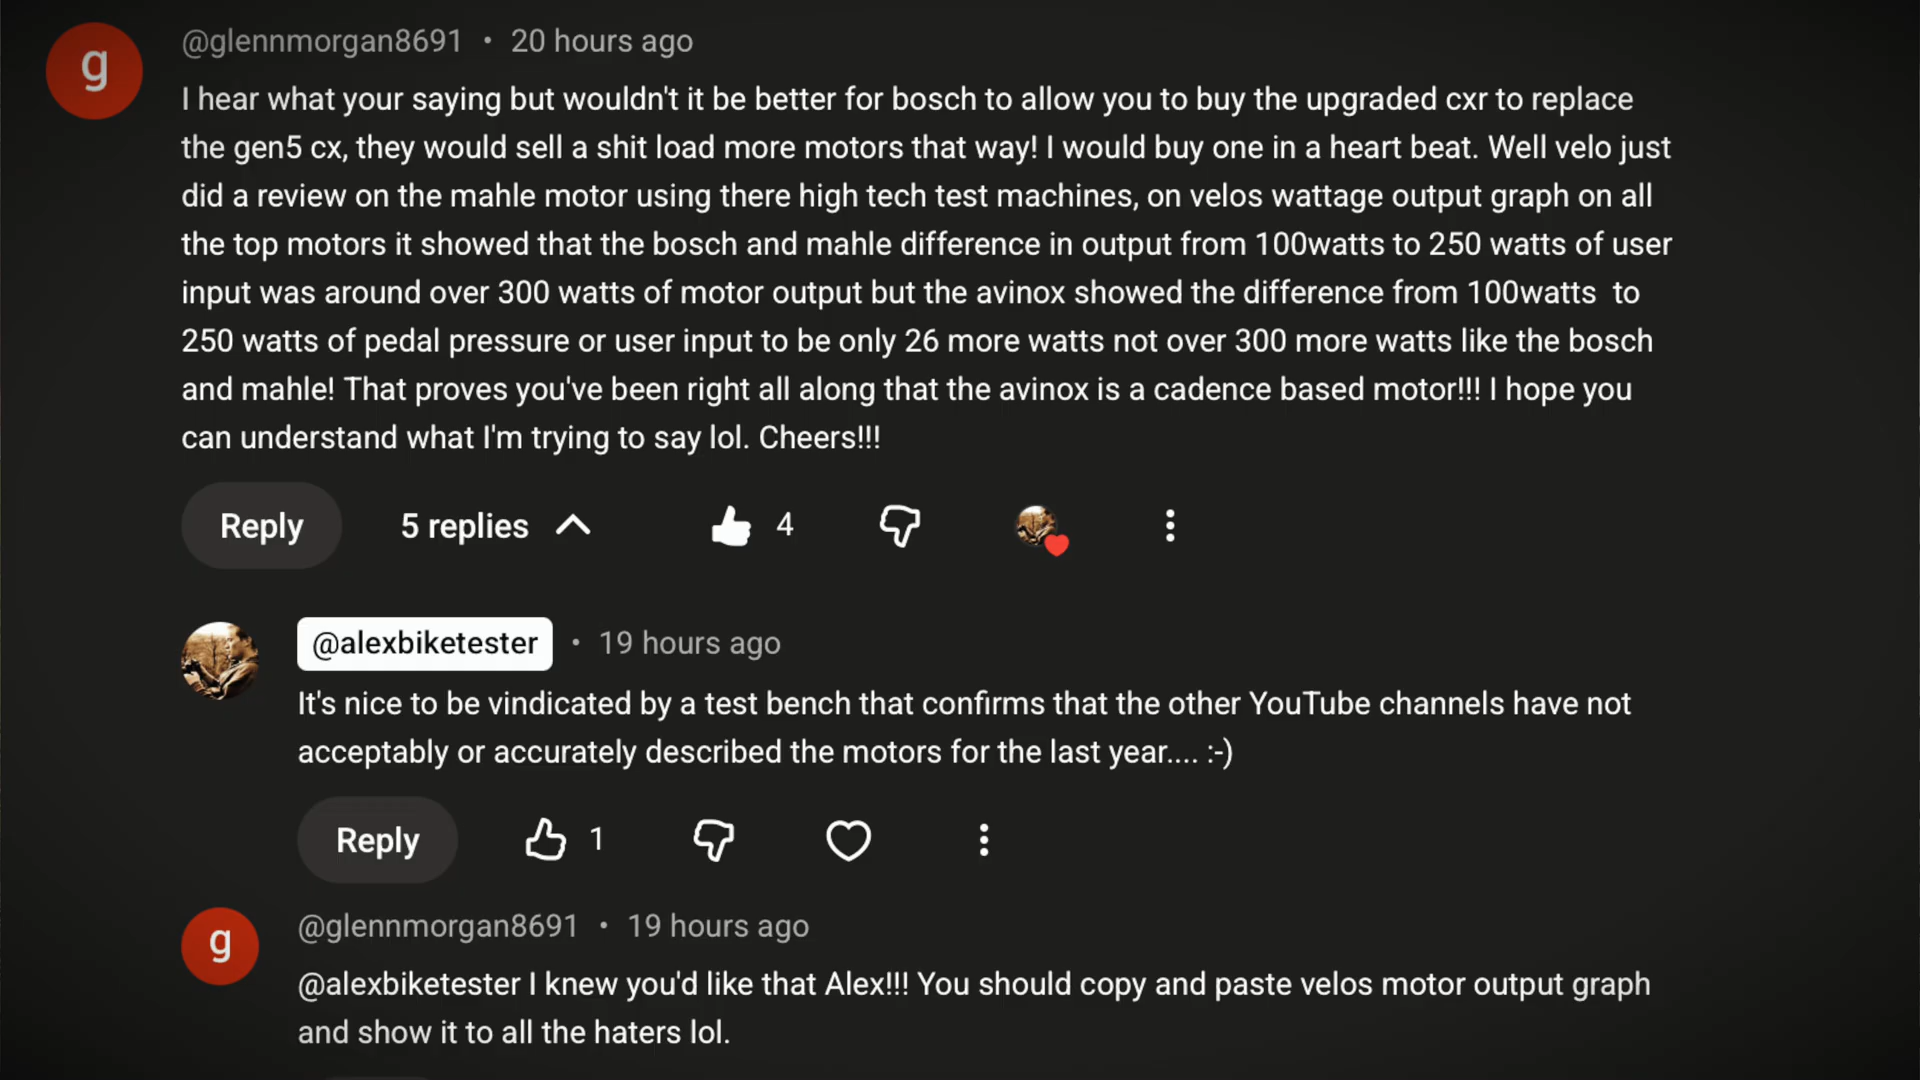 g
@glennmorgan8691 • 20 hours ago
I hear what your saying but wouldn't it be better for bosch to allow you to buy the upgraded cxr to replace
the gen5 cx, they would sell a shit load more motors that way! I would buy one in a heart beat. Well velo just
did a review on the mahle motor using there high tech test machines, on velos wattage output graph on all
the top motors it showed that the bosch and mahle difference in output from 100watts to 250 watts of user
input was around over 300 watts of motor output but the avinox showed the difference from 100watts  to
250 watts of pedal pressure or user input to be only 26 more watts not over 300 more watts like the bosch
and mahle! That proves you've been right all along that the avinox is a cadence based motor!!! I hope you
can understand what I'm trying to say lol. Cheers!!!
Reply 5 replies 4
@alexbiketester • 19 hours ago
It's nice to be vindicated by a test bench that confirms that the other YouTube channels have not
acceptably or accurately described the motors for the last year.... :-)
Reply 1
g
@glennmorgan8691 • 19 hours ago
@alexbiketester I knew you'd like that Alex!!! You should copy and paste velos motor output graph
and show it to all the haters lol.